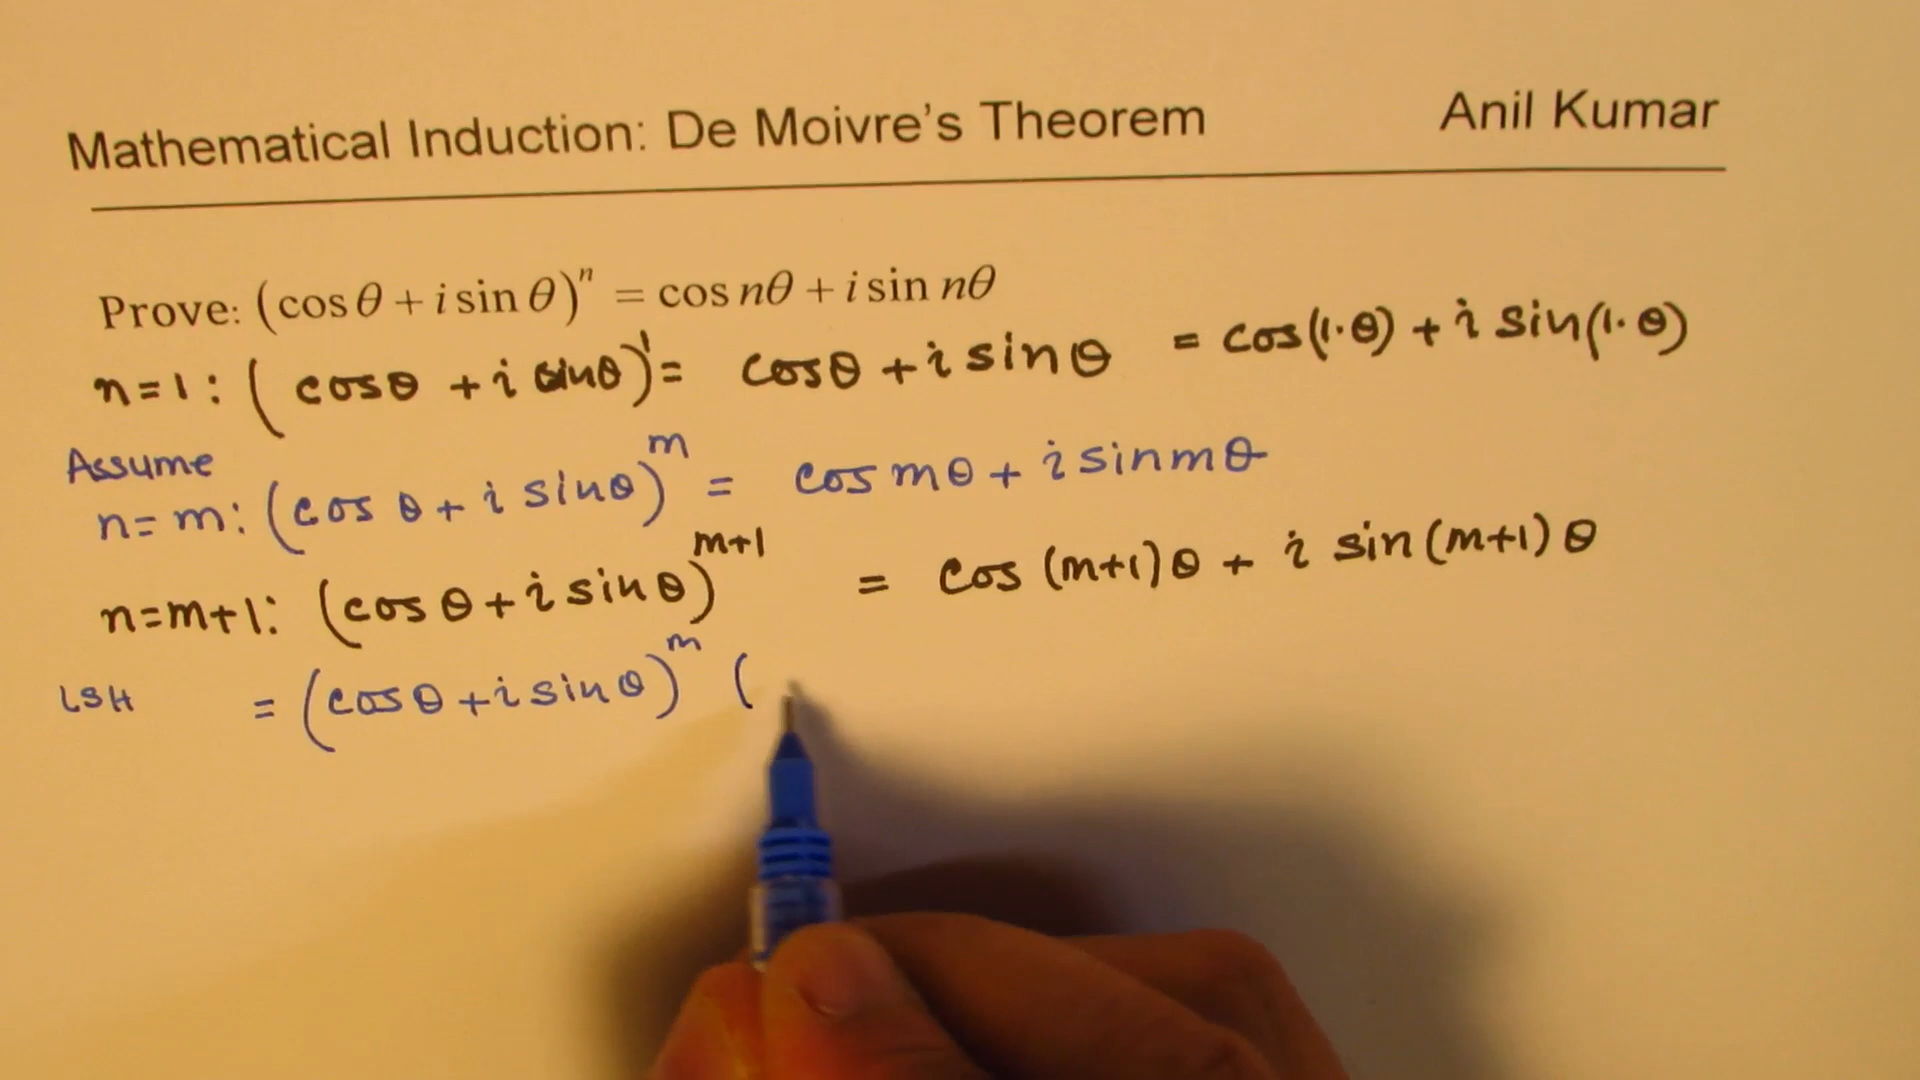 Mathematical Induction: De Moivre's Theorem Anil Kumar
Prove: (cosθ + i sin θ)ⁿ = cos nθ + i sin nθ
n=1: (cosθ + i sinθ)¹ = cosθ + i sinθ = cos(1·θ) + i sin(1·θ)
Assume
n=m: (cos θ + i sinθ)ᵐ = cos mθ + i sinmθ
n=m+1: (cosθ + i sinθ)ᵐ⁺¹ = cos (m+1)θ + i sin(m+1)θ
LSH = (cosθ + i sinθ)ᵐ (